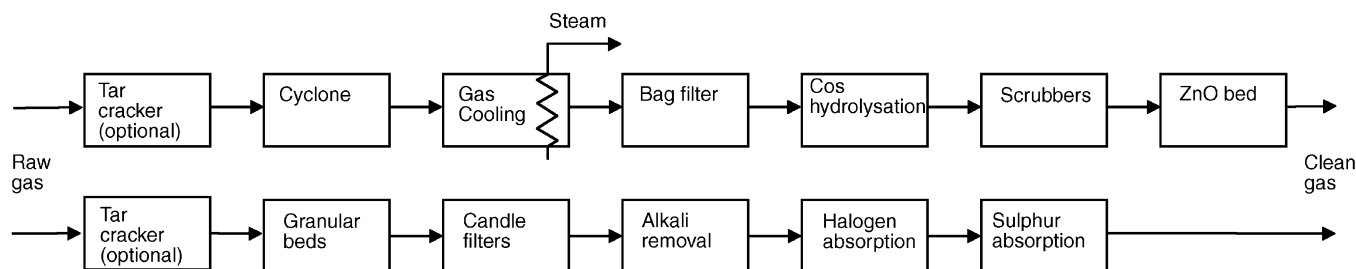 Steam
Tar
cracker
(optional)
Cyclone
Gas
Cooling
Bag filter
Cos
hydrolysation
Scrubbers
ZnO bed
Raw
gas
Clean
gas
Tar
cracker
(optional)
Granular
beds
Candle
filters
Alkali
removal
Halogen
absorption
Sulphur
absorption